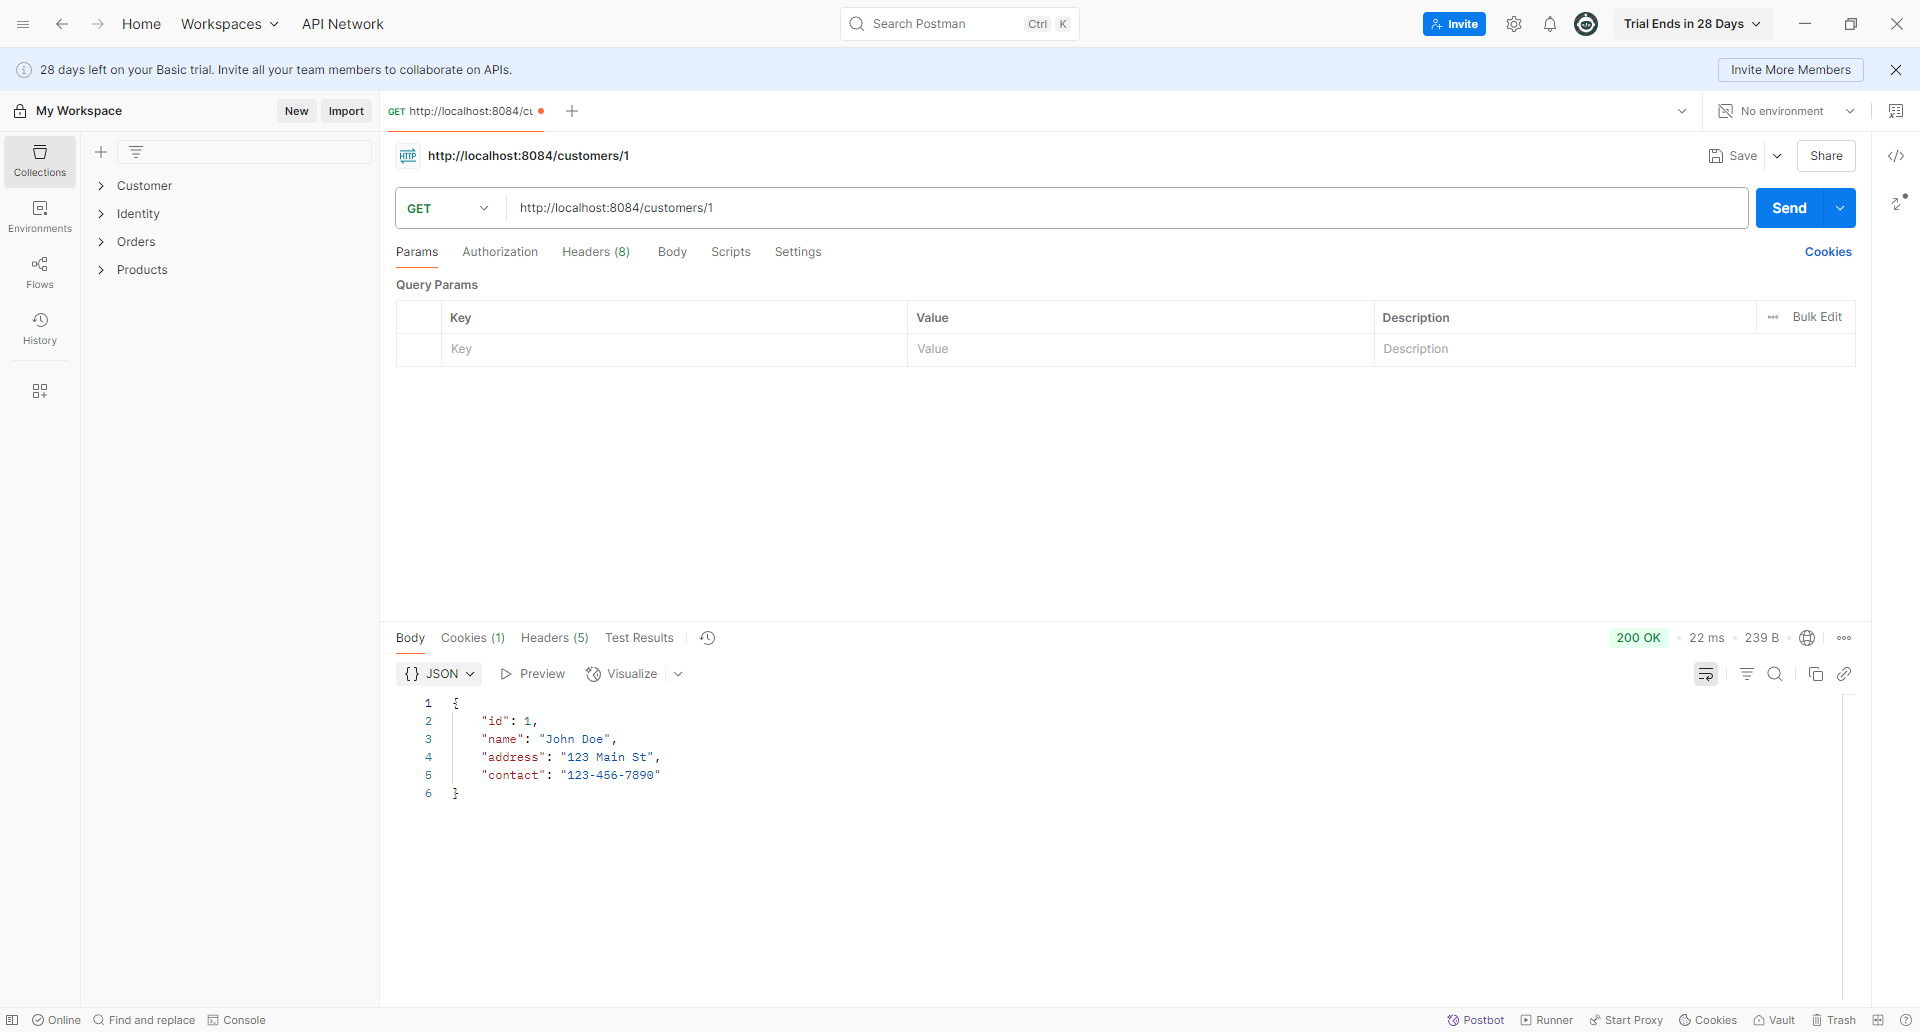 Home Workspaces API Network Search Postman Ctrl K Invite Trial Ends in 28 Days
28 days left on your Basic trial. Invite all your team members to collaborate on APIs. Invite More Members
My Workspace New Import GET http://localhost:8084/cu No environment
HTTP http://localhost:8084/customers/1 Save Share
Collections
Customer
Identity
Orders
Products
Environments
Flows
History
GET http://localhost:8084/customers/1 Send
Params Authorization Headers (8) Body Scripts Settings Cookies
Query Params
Key Value Description Bulk Edit
Key Value Description
Body Cookies (1) Headers (5) Test Results 200 OK 22 ms 239 B
{} JSON Preview Visualize
1 {
2 "id": 1,
3 "name": "John Doe",
4 "address": "123 Main St",
5 "contact": "123-456-7890"
6 }
Online Find and replace Console Postbot Runner Start Proxy Cookies Vault Trash